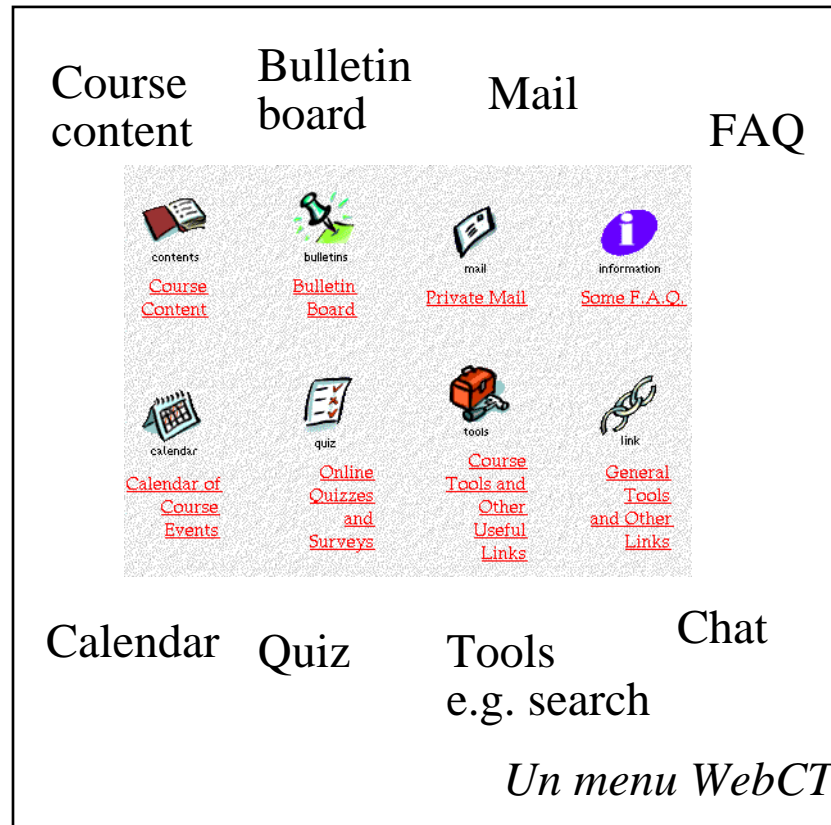 Course
content
Bulletin
board
Mail
FAQ
contents
Course
Content
bulletins
Bulletin
Board
mail
Private Mail
information
Some F.A.Q.
calendar
Calendar of
Course
Events
quiz
Online
Quizzes
and
Surveys
tools
Course
Tools and
Other
Useful
Links
link
General
Tools
and Other
Links
Calendar
Quiz
Tools
e.g. search
Chat
Un menu WebCT